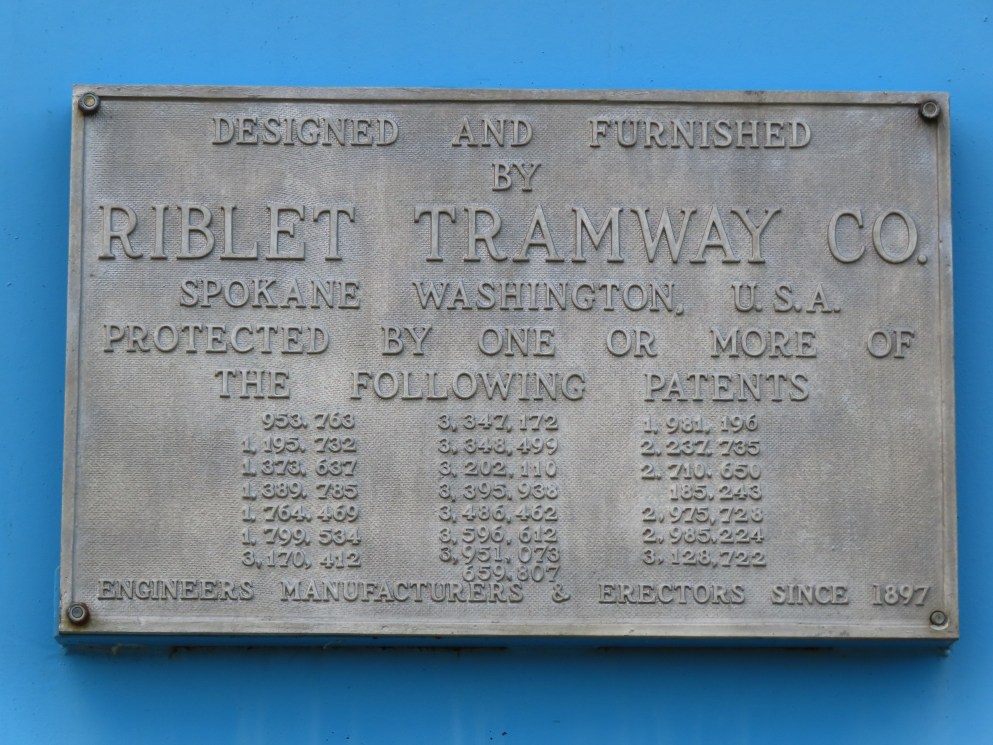 DESIGNED AND FURNISHED
BY
RIBLET TRAMWAY CO.
SPOKANE WASHINGTON, U.S.A.
PROTECTED BY ONE OR MORE OF
THE FOLLOWING PATENTS
953,763 3,347,172 1,981,196
1,195,732 3,348,499 2,237,735
1,373,637 3,202,110 2,710,650
1,389,785 3,395,938 185,243
1,764,469 3,486,462 2,975,728
1,799,534 3,596,612 2,985,224
3,170,412 3,951,073 3,128,722
659,807
ENGINEERS MANUFACTURERS & ERECTORS SINCE 1897